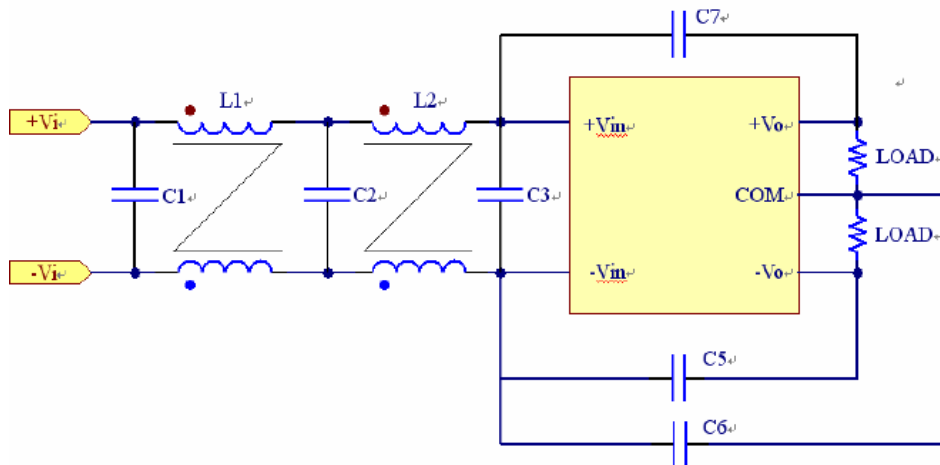 C7
L1
L2
+Vi
+Vin
+Vo
LOAD
C1
C2
C3
COM
LOAD
-Vi
-Vin
-Vo
C5
C6